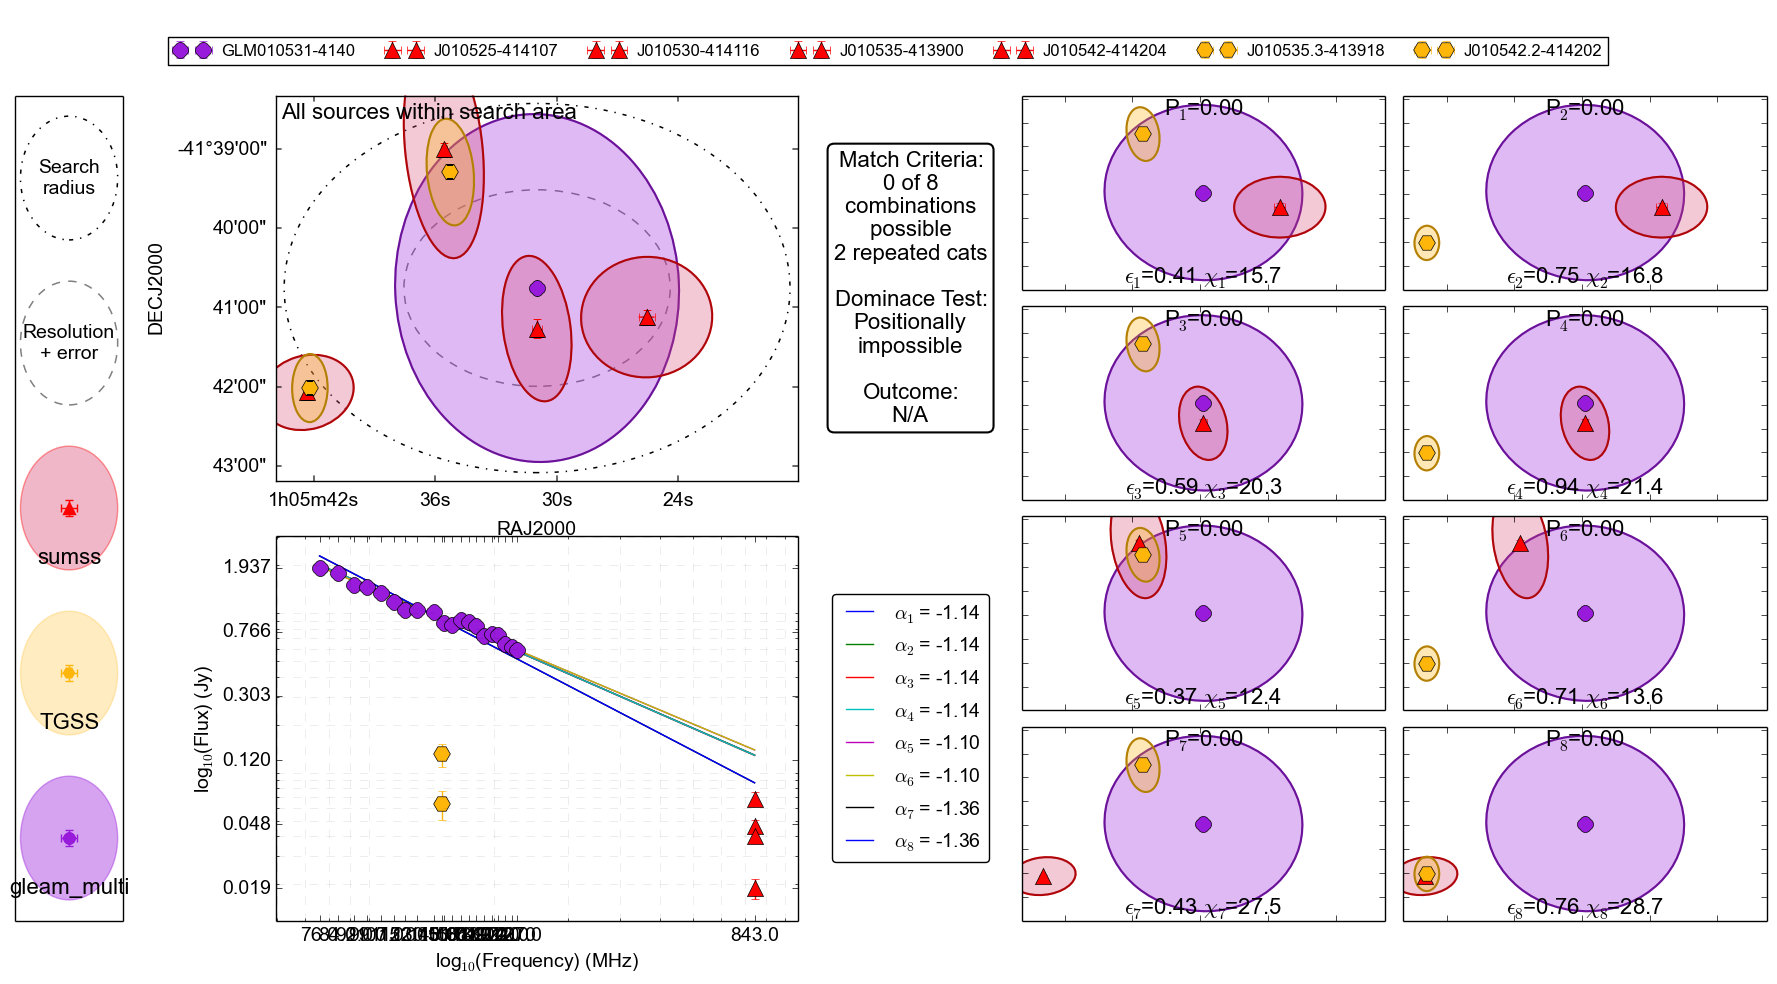 GLM010531-4140 J010525-414107 J010530-414116 J010535-413900 J010542-414204 J010535.3-413918 J010542.2-414202
Search
radius
Resolution
+ error
sumss
TGSS
gleam_multi
All sources within search area
DECJ2000
-41°39'00"
40'00"
41'00"
42'00"
43'00"
1h05m42s 36s 30s 24s
RAJ2000
log10(Flux) (Jy)
1.937
0.766
0.303
0.120
0.048
0.019
843.0
log10(Frequency) (MHz)
Match Criteria:
0 of 8
combinations
possible
2 repeated cats
Dominace Test:
Positionally
impossible
Outcome:
N/A
α1 = -1.14
α2 = -1.14
α3 = -1.14
α4 = -1.14
α5 = -1.10
α6 = -1.10
α7 = -1.36
α8 = -1.36
P1=0.00
ϵ1=0.41 χ1=15.7
P2=0.00
ϵ2=0.75 χ2=16.8
P3=0.00
ϵ3=0.59 χ3=20.3
P4=0.00
ϵ4=0.94 χ4=21.4
P5=0.00
ϵ5=0.37 χ5=12.4
P6=0.00
ϵ6=0.71 χ6=13.6
P7=0.00
ϵ7=0.43 χ7=27.5
P8=0.00
ϵ8=0.76 χ8=28.7